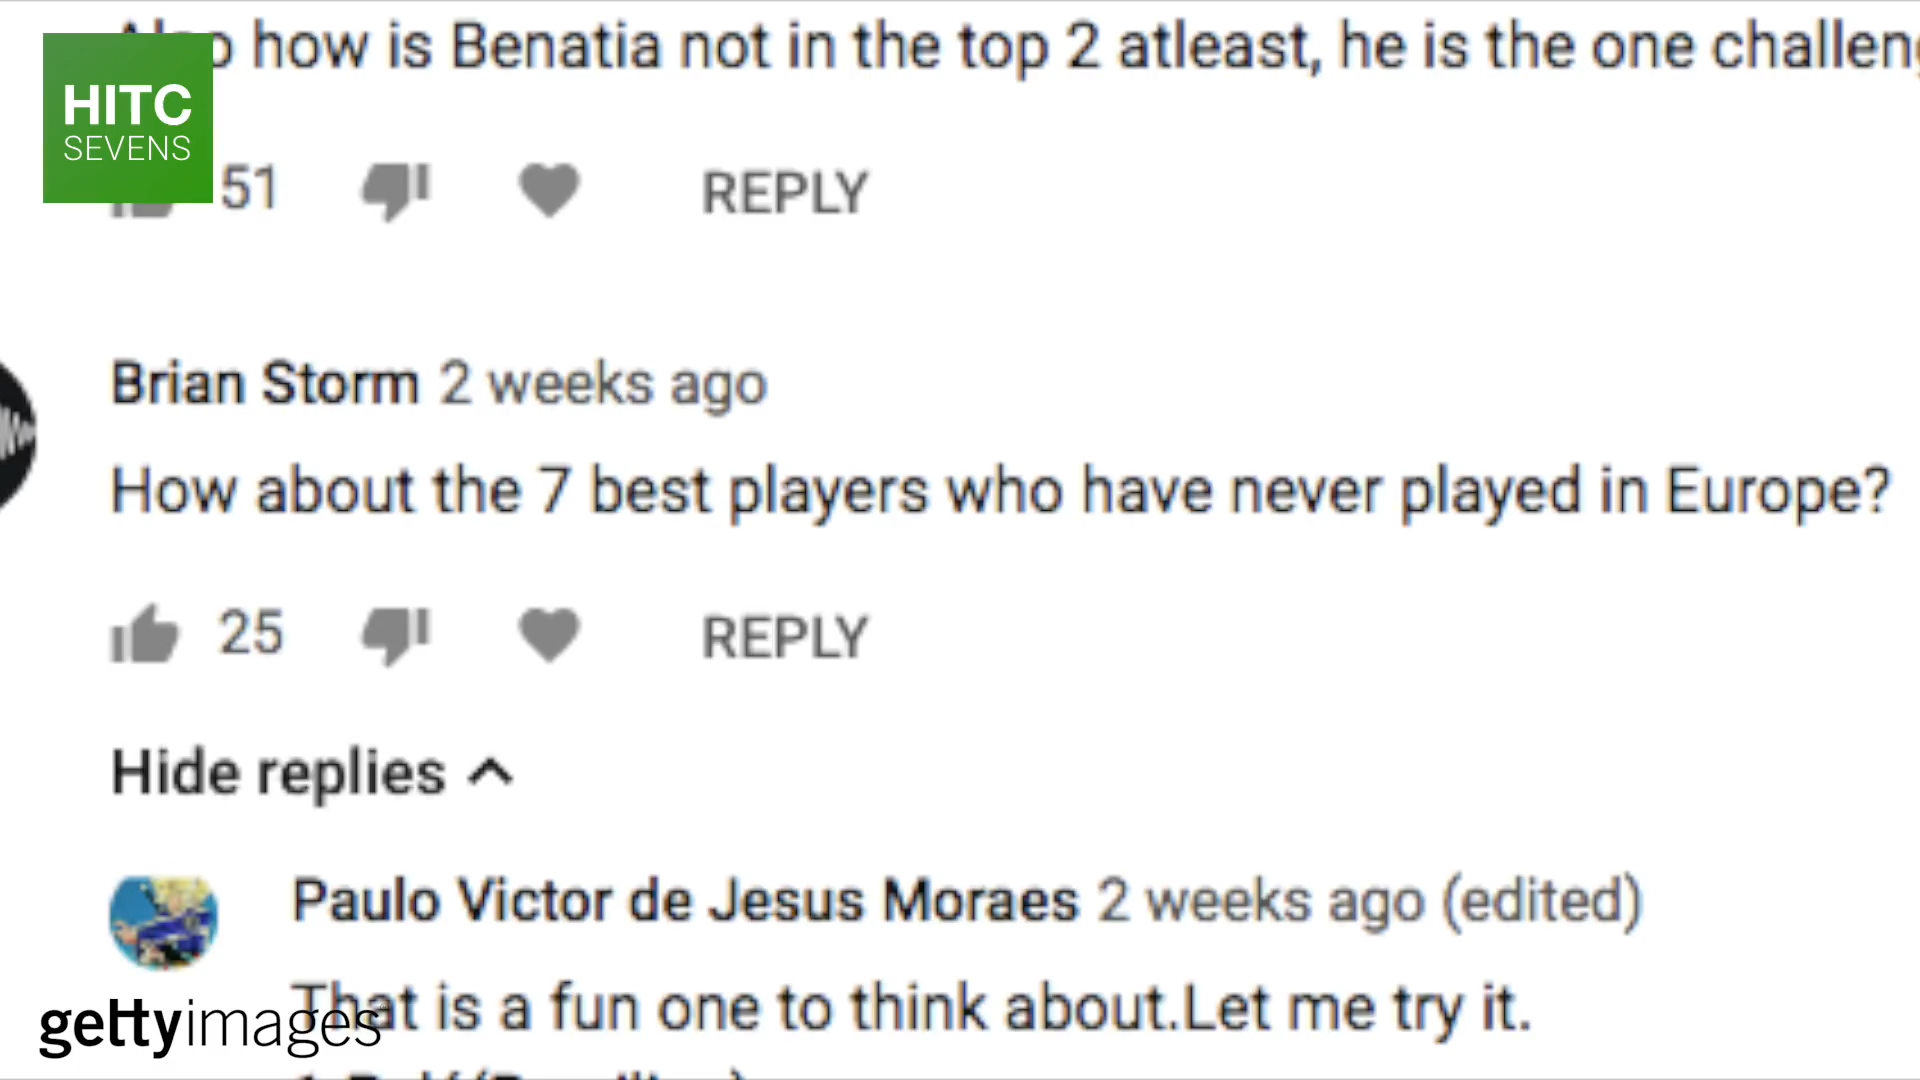 how is Benatia not in the top 2 atleast, he is the one
HITC
SEVENS
51 REPLY
Brian Storm 2 weeks ago
How about the 7 best players who have never played in Europe?
25 REPLY
Hide replies
Paulo Victor de Jesus Moraes 2 weeks ago (edited)
That is a fun one to think about.Let me try it.
gettyimages